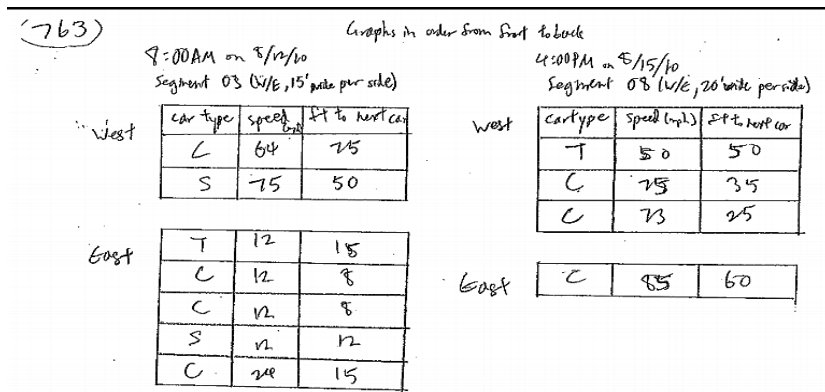 (763)
Graphs in order from front to back
8:00AM on 8/12/10
Segment 03 (W/E, 15' wide per side)
West
car type | speed (mph) | ft to next car
C | 64 | 75
S | 75 | 50
East
T | 12 | 15
C | 12 | 8
C | 12 | 8
S | 12 | 12
C | 24 | 15
4:00PM on 8/15/10
Segment 08 (W/E, 20' wide per side)
West
car type | speed (mph) | ft to next car
T | 50 | 50
C | 75 | 35
C | 73 | 25
East
C | 85 | 60